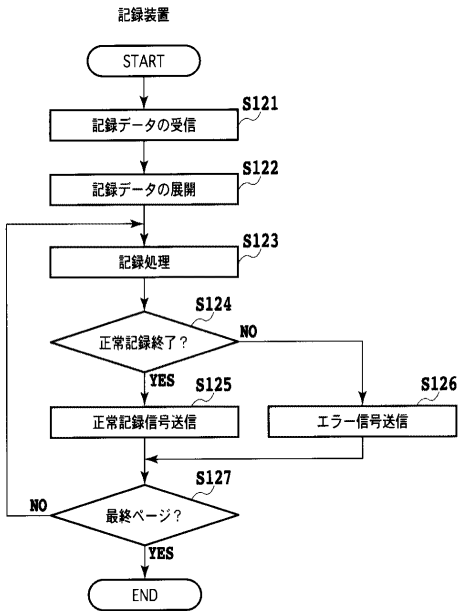 記録装置
START
S121
記録データの受信
S122
記録データの展開
S123
記録処理
S124
正常記録終了？
NO
YES
S125
正常記録信号送信
S126
エラー信号送信
S127
最終ページ？
NO
YES
END